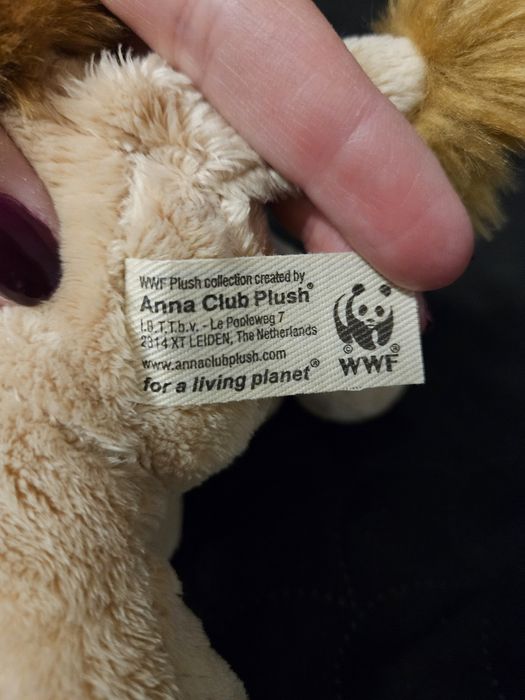 WWF Plush collection created by
Anna Club Plush®
I.B.T.T.b.v. - Le Pooleweg 7
2314 XT LEIDEN, The Netherlands
www.annaclubplush.com
for a living planet®
©
®
WWF